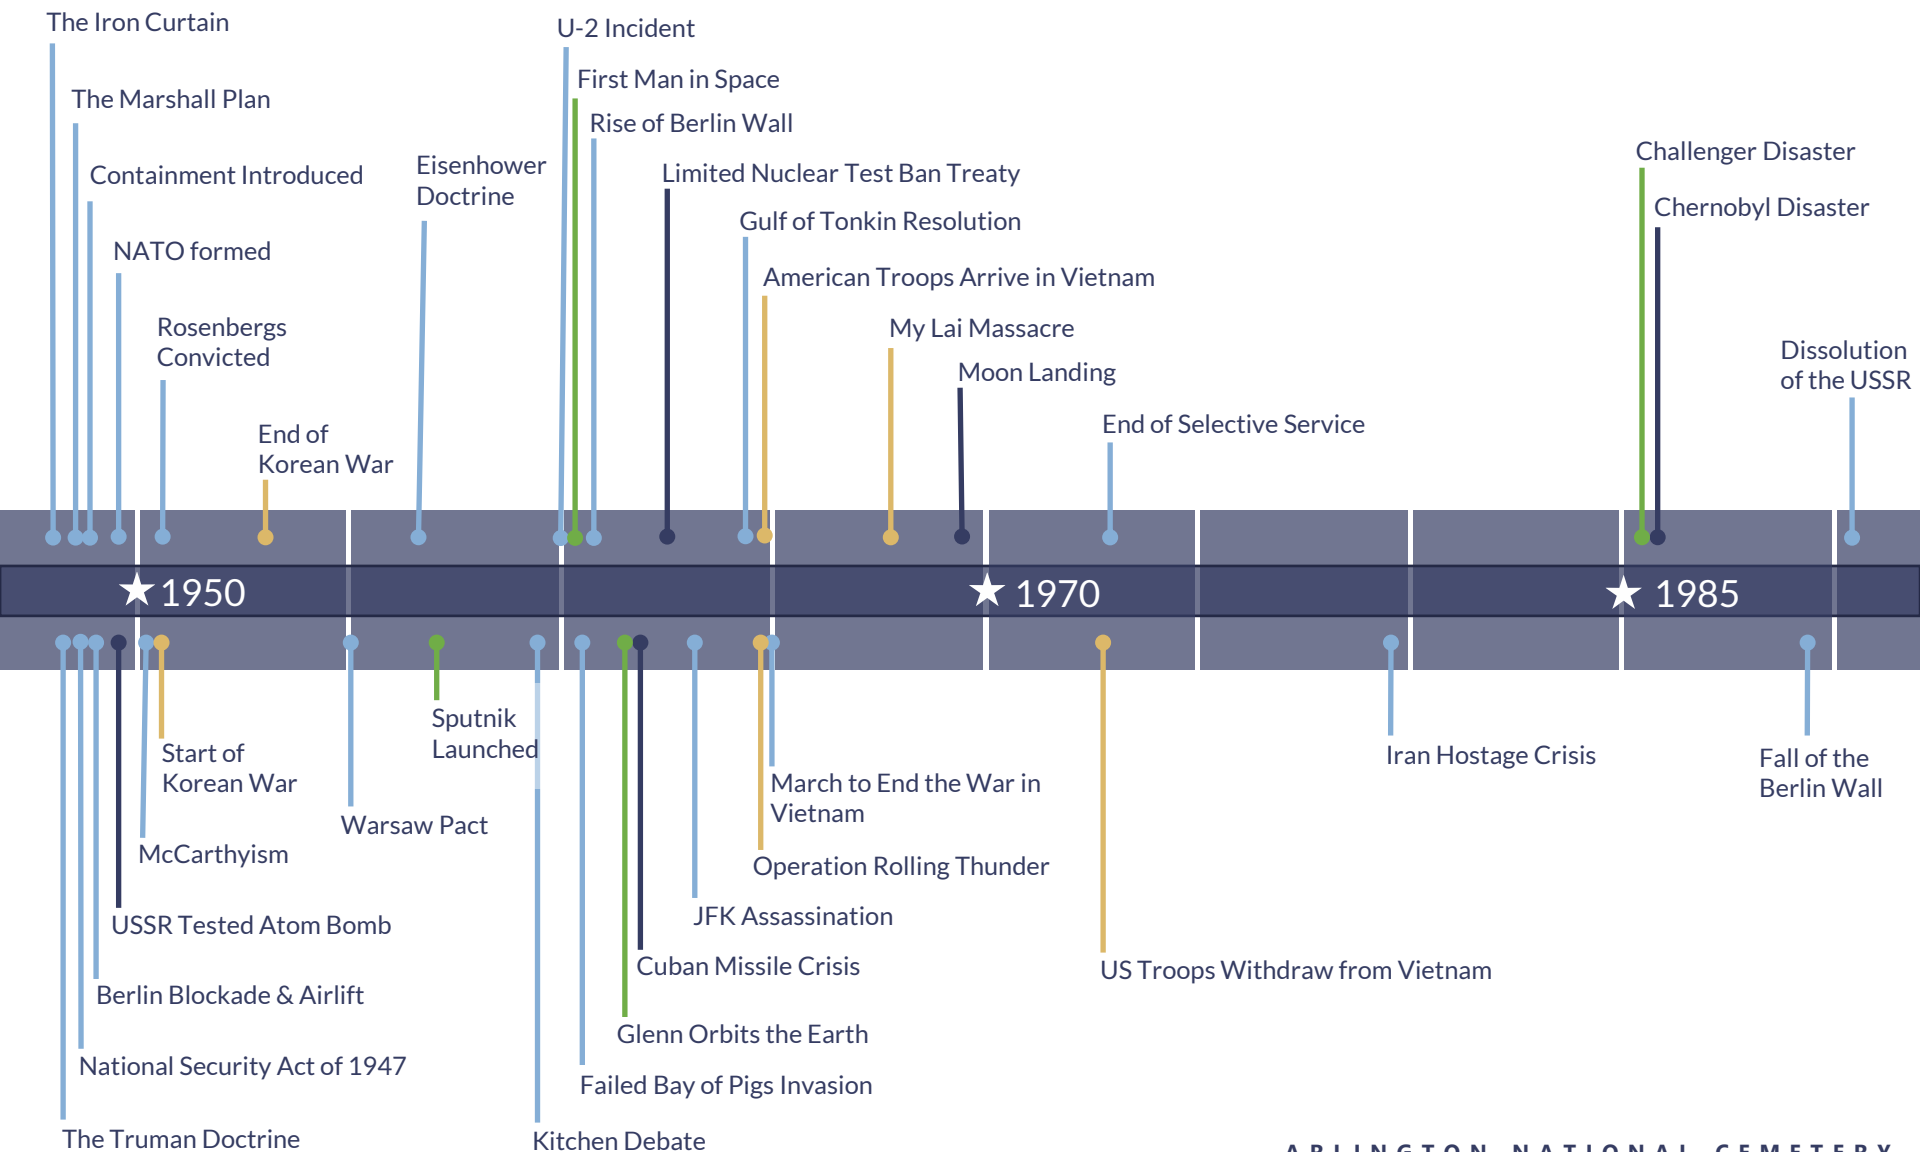 The Iron Curtain
U-2 Incident
First Man in Space
The Marshall Plan
Rise of Berlin Wall
Challenger Disaster
Eisenhower
Doctrine
Containment Introduced
Limited Nuclear Test Ban Treaty
Chernobyl Disaster
Gulf of Tonkin Resolution
NATO formed
American Troops Arrive in Vietnam
Rosenbergs
Convicted
My Lai Massacre
Dissolution
of the USSR
Moon Landing
End of
Korean War
End of Selective Service
1950
1970
1985
Sputnik
Launched
Start of
Korean War
Iran Hostage Crisis
Fall of the
Berlin Wall
March to End the War in
Vietnam
Warsaw Pact
McCarthyism
Operation Rolling Thunder
USSR Tested Atom Bomb
JFK Assassination
Cuban Missile Crisis
US Troops Withdraw from Vietnam
Berlin Blockade & Airlift
Glenn Orbits the Earth
National Security Act of 1947
Failed Bay of Pigs Invasion
The Truman Doctrine
Kitchen Debate
ARLINGTON NATIONAL CEMETERY